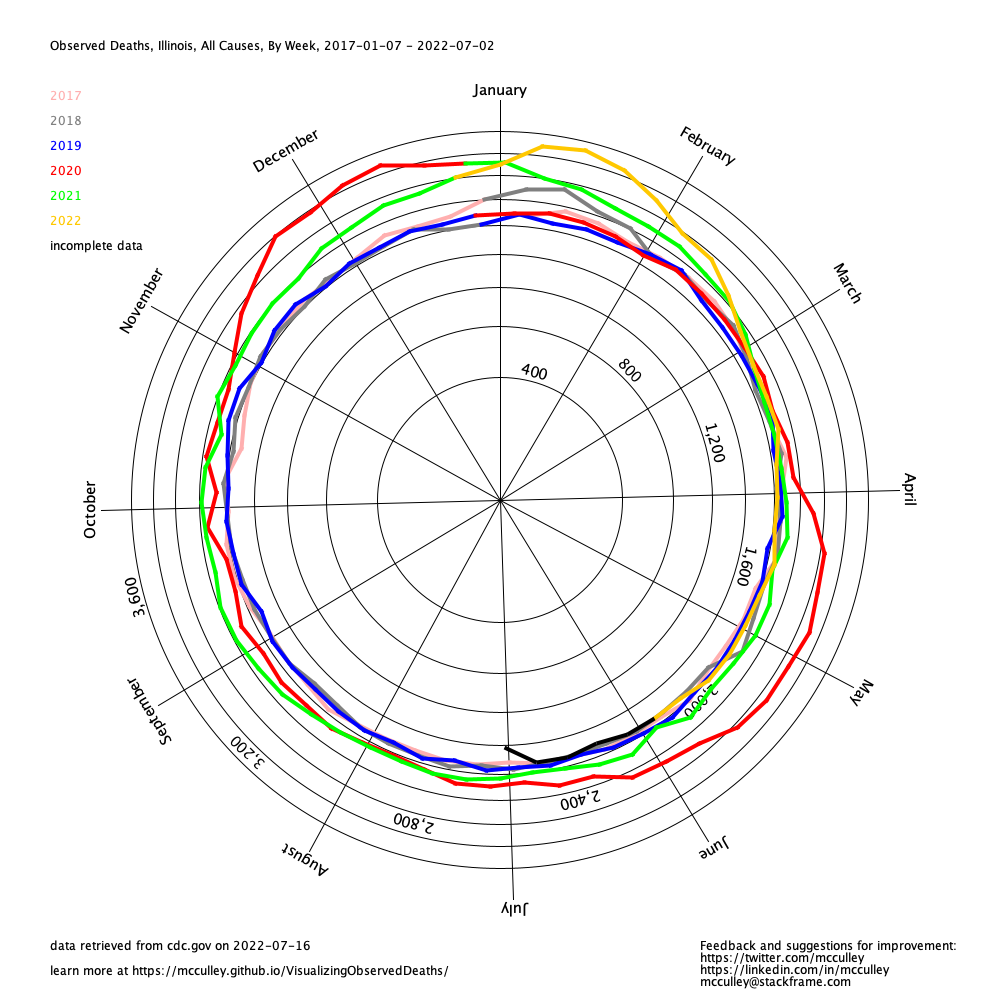 Observed Deaths, Illinois, All Causes, By Week, 2017-01-07 - 2022-07-02
2017
2018
2019
2020
2021
2022
incomplete data
January
February
March
April
May
June
July
August
September
October
November
December
400
800
1,200
1,600
2,000
2,400
2,800
3,200
3,600
data retrieved from cdc.gov on 2022-07-16
learn more at https://mcculley.github.io/VisualizingObservedDeaths/
Feedback and suggestions for improvement:
https://twitter.com/mcculley
https://linkedin.com/in/mcculley
mcculley@stackframe.com